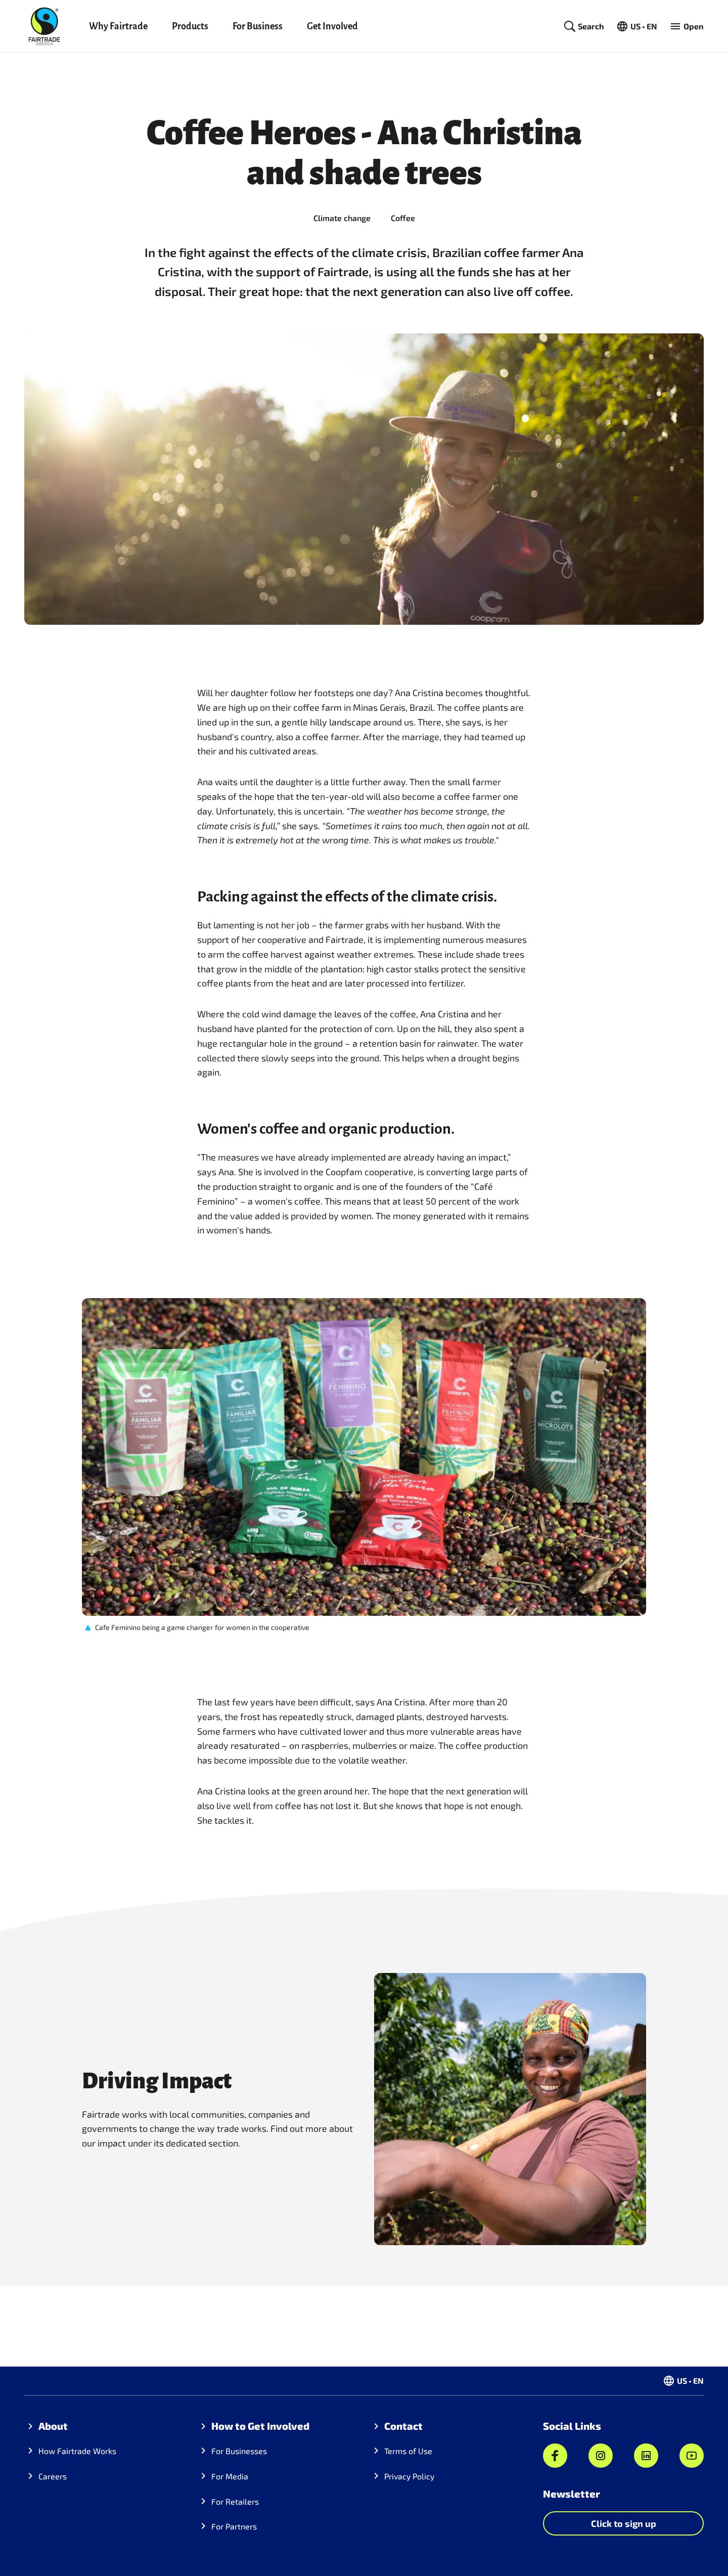 FAIRTRADE
AMERICA
Why Fairtrade
Products
For Business
Get Involved
Search
US • EN
Open
Coffee Heroes - Ana Christina
and shade trees
Climate change
Coffee
In the fight against the effects of the climate crisis, Brazilian coffee farmer Ana
Cristina, with the support of Fairtrade, is using all the funds she has at her
disposal. Their great hope: that the next generation can also live off coffee.
coopfam
Will her daughter follow her footsteps one day? Ana Cristina becomes thoughtful.
We are high up on their coffee farm in Minas Gerais, Brazil. The coffee plants are
lined up in the sun, a gentle hilly landscape around us. There, she says, is her
husband's country, also a coffee farmer. After the marriage, they had teamed up
their and his cultivated areas.
Ana waits until the daughter is a little further away. Then the small farmer
speaks of the hope that the ten-year-old will also become a coffee farmer one
day. Unfortunately, this is uncertain. "The weather has become strange, the
climate crisis is full," she says. "Sometimes it rains too much, then again not at all.
Then it is extremely hot at the wrong time. This is what makes us trouble."
Packing against the effects of the climate crisis.
But lamenting is not her job – the farmer grabs with her husband. With the
support of her cooperative and Fairtrade, it is implementing numerous measures
to arm the coffee harvest against weather extremes. These include shade trees
that grow in the middle of the plantation: high castor stalks protect the sensitive
coffee plants from the heat and are later processed into fertilizer.
Where the cold wind damage the leaves of the coffee, Ana Cristina and her
husband have planted for the protection of corn. Up on the hill, they also spent a
huge rectangular hole in the ground – a retention basin for rainwater. The water
collected there slowly seeps into the ground. This helps when a drought begins
again.
Women's coffee and organic production.
"The measures we have already implemented are already having an impact,"
says Ana. She is involved in the Coopfam cooperative, is converting large parts of
the production straight to organic and is one of the founders of the "Café
Feminino" – a women's coffee. This means that at least 50 percent of the work
and the value added is provided by women. The money generated with it remains
in women's hands.
coopfam
FAMILIAR
coopfam
FAMILIAR
coopfam
FEMININO
coopfam
FEMININO
coopfam
MICROLOTE
SUL DE MINAS
500g
SUL DE MINAS
500g
Cafe Feminino being a game changer for women in the cooperative
The last few years have been difficult, says Ana Cristina. After more than 20
years, the frost has repeatedly struck, damaged plants, destroyed harvests.
Some farmers who have cultivated lower and thus more vulnerable areas have
already resaturated – on raspberries, mulberries or maize. The coffee production
has become impossible due to the volatile weather.
Ana Cristina looks at the green around her. The hope that the next generation will
also live well from coffee has not lost it. But she knows that hope is not enough.
She tackles it.
Driving Impact
Fairtrade works with local communities, companies and
governments to change the way trade works. Find out more about
our impact under its dedicated section.
US • EN
About
How Fairtrade Works
Careers
How to Get Involved
For Businesses
For Media
For Retailers
For Partners
Contact
Terms of Use
Privacy Policy
Social Links
Newsletter
Click to sign up